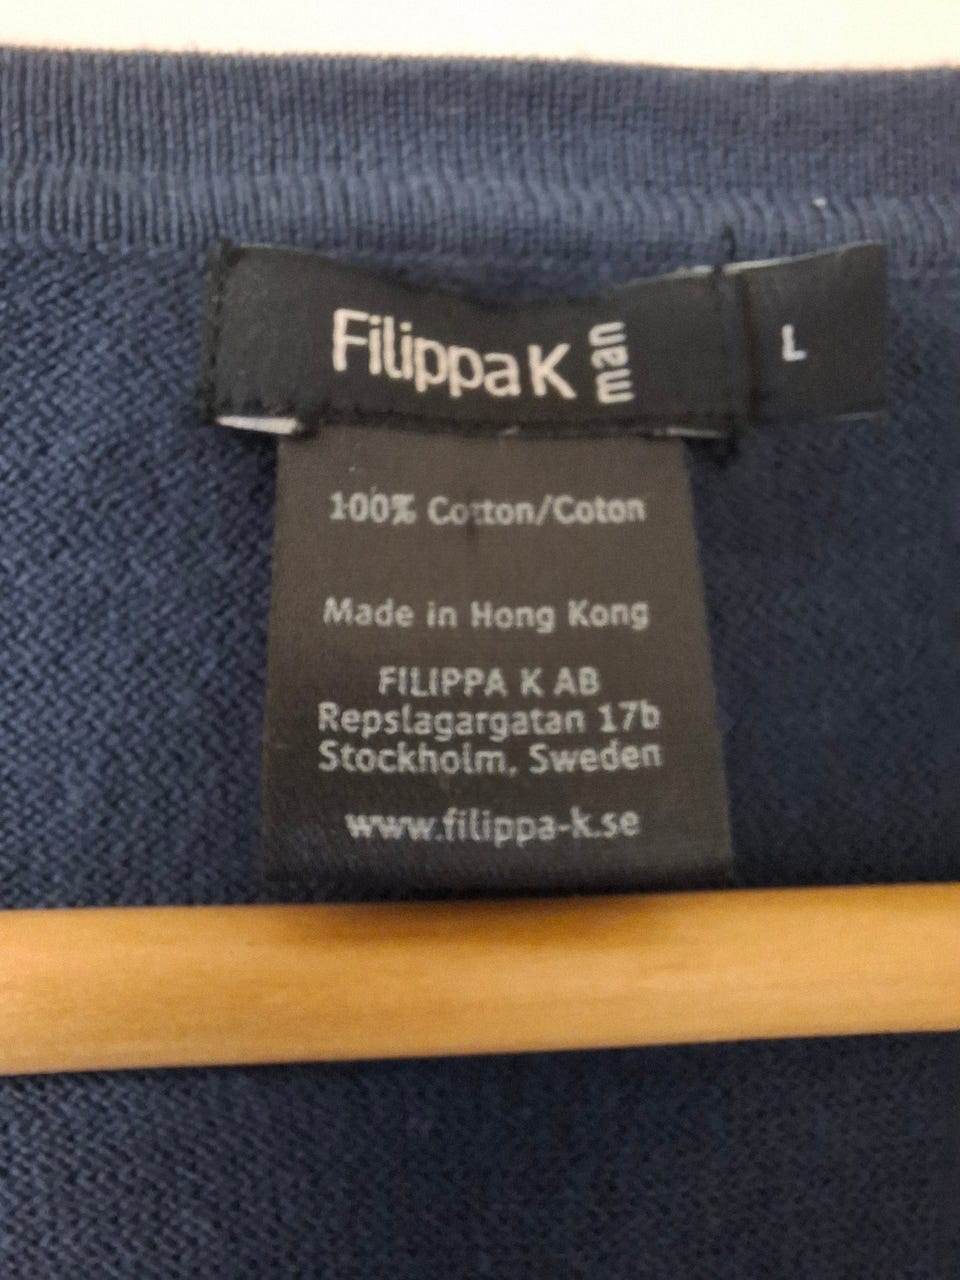 Filippa K man
L
100% Cotton/Coton
Made in Hong Kong
FILIPPA K AB
Repslagargatan 17b
Stockholm, Sweden
www.filippa-k.se